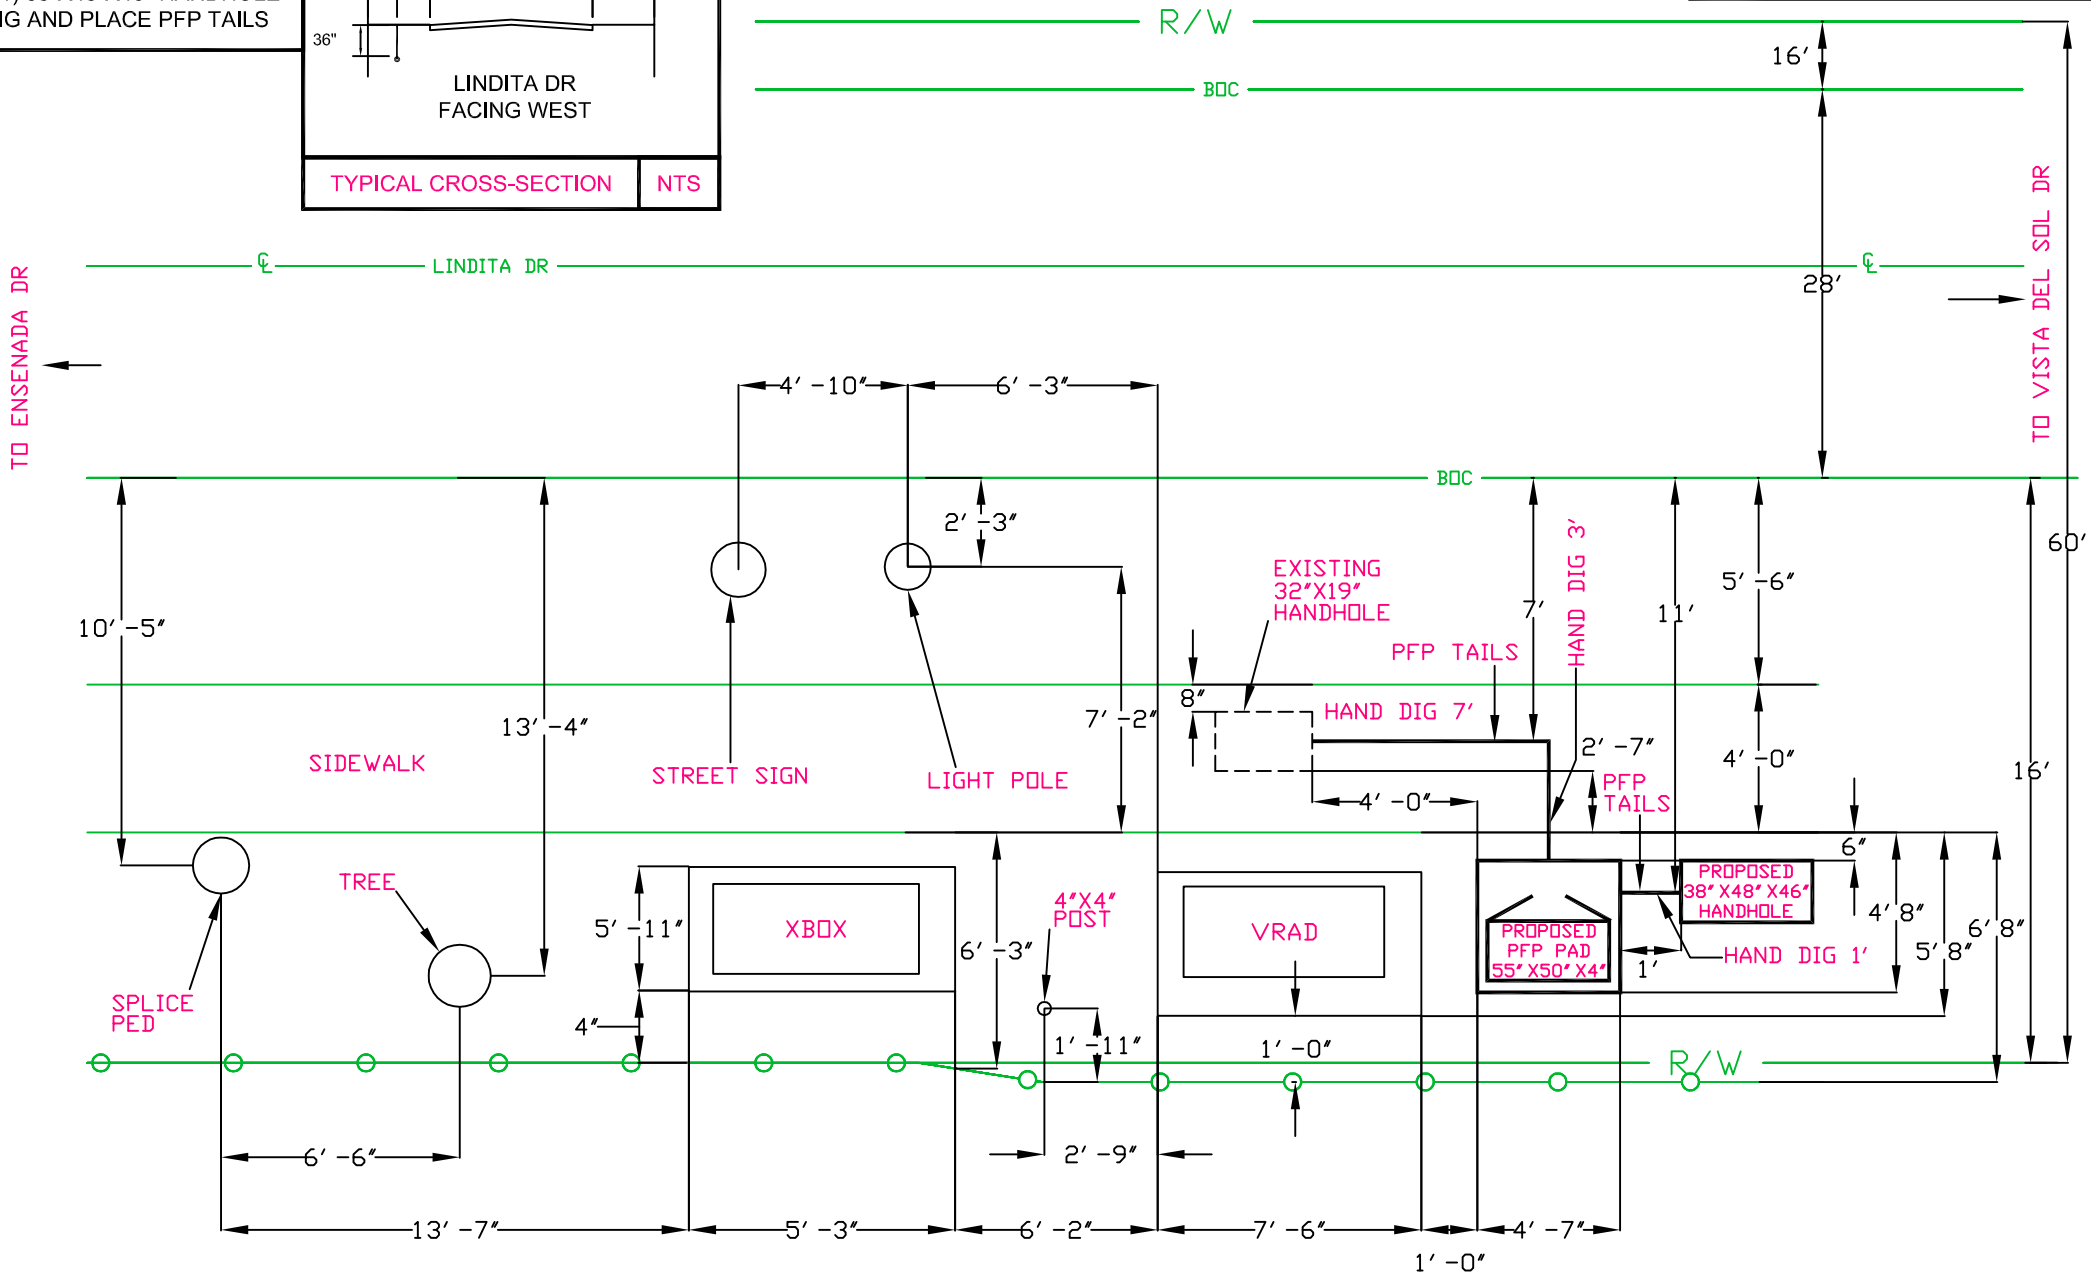 NG AND PLACE PFP TAILS
36"
LINDITA DR
FACING WEST
TYPICAL CROSS-SECTION
NTS
R/W
16'
BOC
TO ENSENADA DR
LINDITA DR
28'
TO VISTA DEL SOL DR
4'-10"
6'-3"
BOC
2'-3"
60'
10'-5"
EXISTING
32"X19"
HANDHOLE
7'
HAND DIG 3'
11'
5'-6"
PFP TAILS
8"
HAND DIG 7'
13'-4"
7'-2"
2'-7"
4'-0"
SIDEWALK
STREET SIGN
LIGHT POLE
4'-0"
PFP
TAILS
16'
6"
TREE
5'-11"
XBOX
6'-3"
4"X4"
POST
VRAD
PROPOSED
PFP PAD
55"X50"X4"
PROPOSED
38"X48"X46"
HANDHOLE
4'8"
5'8"
6'8"
1'
HAND DIG 1'
SPLICE
PED
4"
1'-11"
1'-0"
R/W
6'-6"
2'-9"
13'-7"
5'-3"
6'-2"
7'-6"
1'-0"
4'-7"